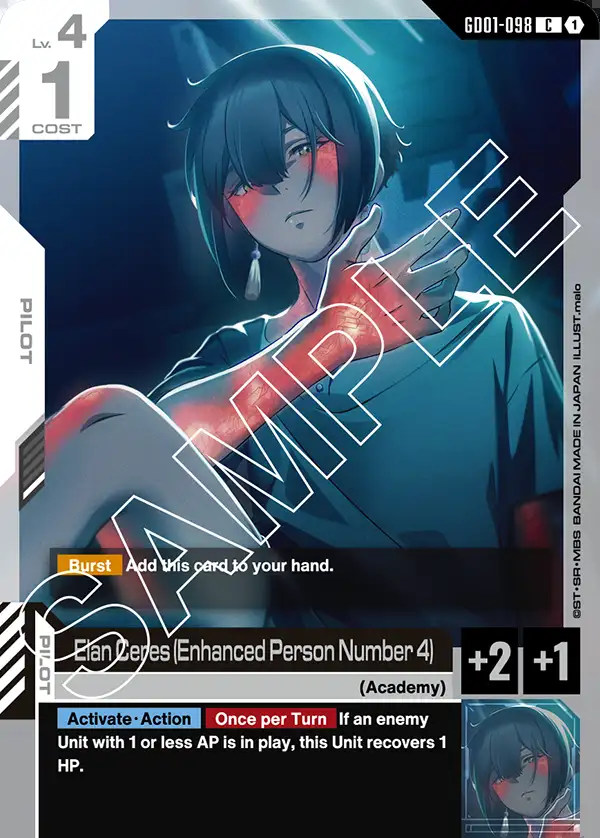 GD01-098 C 1
Lv. 4
1
COST
PILOT
SAMPLE
©ST・SR・MBS BANDAI MADE IN JAPAN ILLUST.malo
Burst Add this card to your hand.
PILOT
Elan Ceres (Enhanced Person Number 4)
+2 +1
(Academy)
Activate･Action Once per Turn If an enemy
Unit with 1 or less AP is in play, this Unit recovers 1
HP.